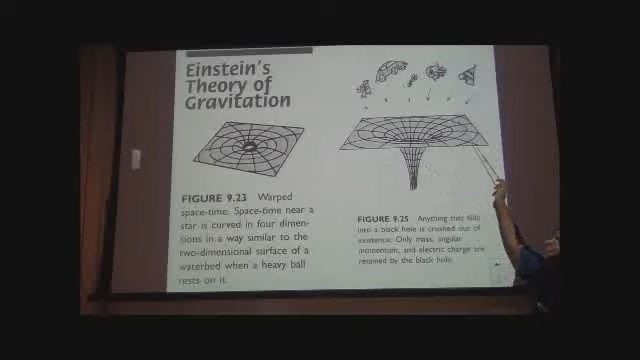 Einstein's
Theory of
Gravitation
FIGURE 9.23 Warped
space-time: Space-time near a
star is curved in four dimen-
sions in a way similar to the
two-dimensional surface of a
waterbed when a heavy ball
rests on it.
FIGURE 9.25 Anything that falls
into a black hole is crushed out of
existence. Only mass, angular
momentum, and electric charge are
retained by the black hole.